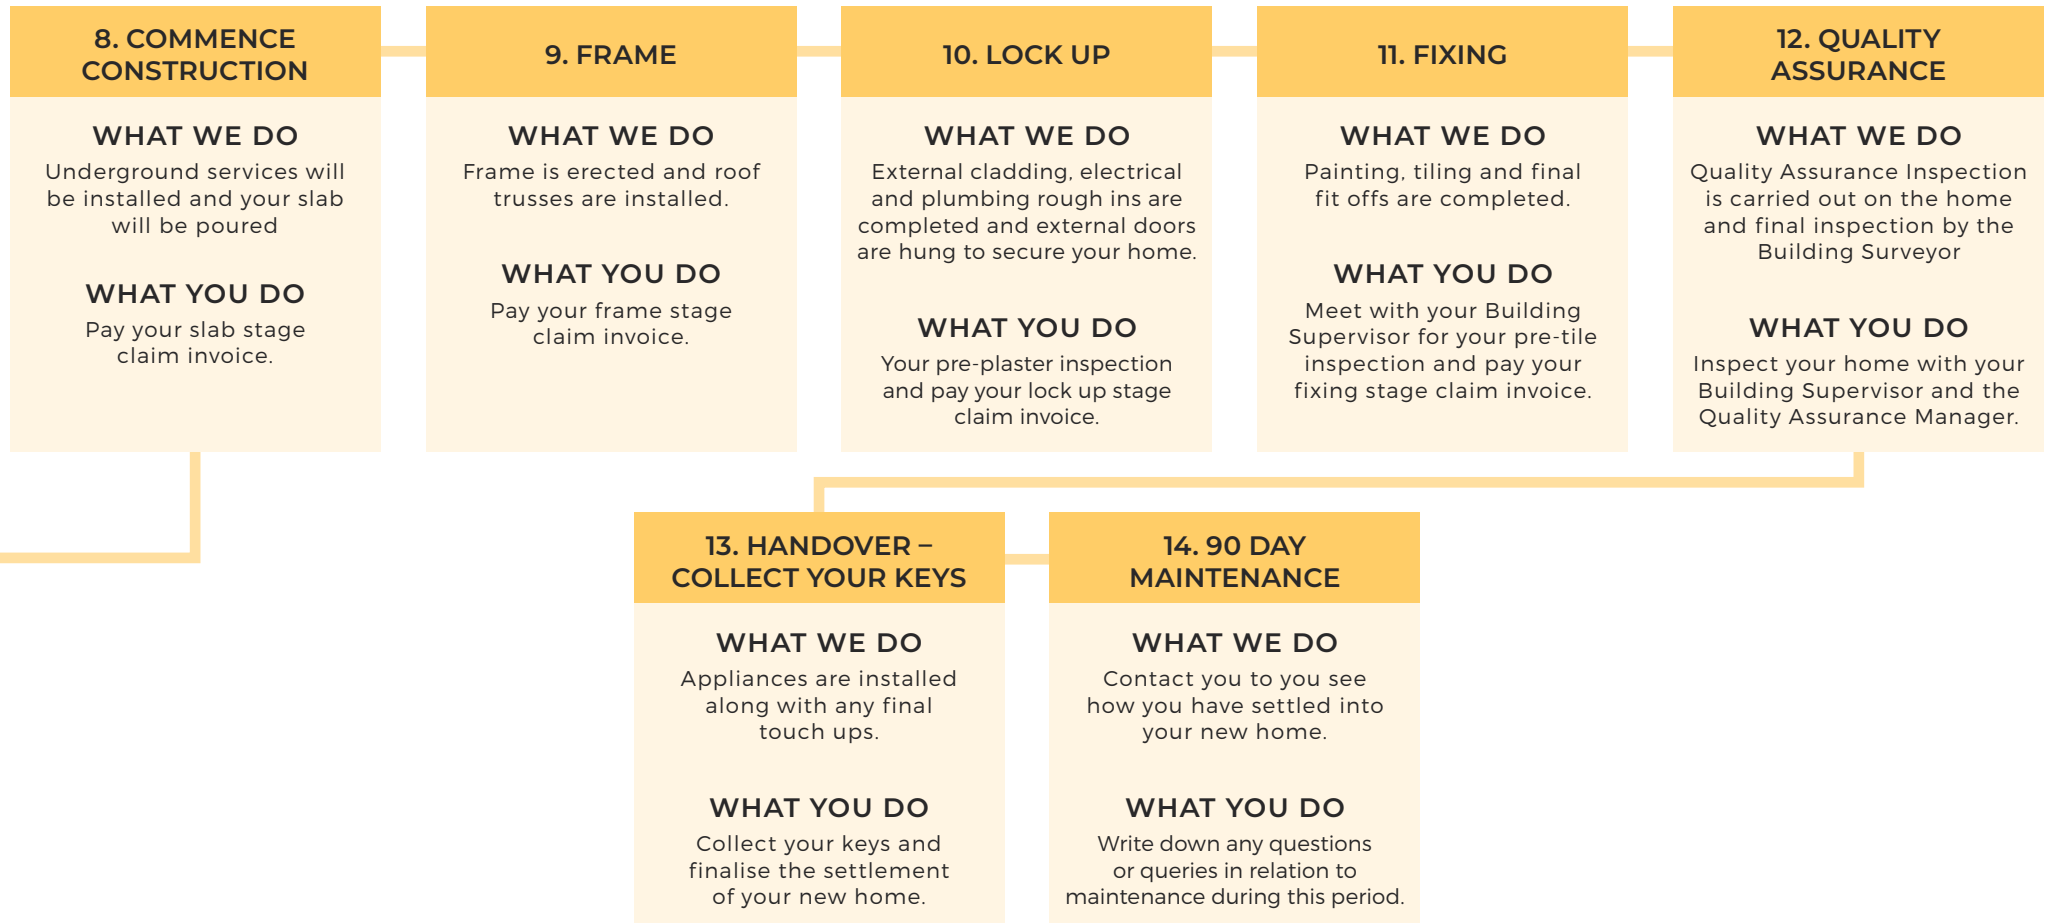 8. COMMENCE
CONSTRUCTION
WHAT WE DO
Underground services will
be installed and your slab
will be poured
WHAT YOU DO
Pay your slab stage
claim invoice.
9. FRAME
WHAT WE DO
Frame is erected and roof
trusses are installed.
WHAT YOU DO
Pay your frame stage
claim invoice.
10. LOCK UP
WHAT WE DO
External cladding, electrical
and plumbing rough ins are
completed and external doors
are hung to secure your home.
WHAT YOU DO
Your pre-plaster inspection
and pay your lock up stage
claim invoice.
11. FIXING
WHAT WE DO
Painting, tiling and final
fit offs are completed.
WHAT YOU DO
Meet with your Building
Supervisor for your pre-tile
inspection and pay your
fixing stage claim invoice.
12. QUALITY
ASSURANCE
WHAT WE DO
Quality Assurance Inspection
is carried out on the home
and final inspection by the
Building Surveyor
WHAT YOU DO
Inspect your home with your
Building Supervisor and the
Quality Assurance Manager.
13. HANDOVER –
COLLECT YOUR KEYS
WHAT WE DO
Appliances are installed
along with any final
touch ups.
WHAT YOU DO
Collect your keys and
finalise the settlement
of your new home.
14. 90 DAY
MAINTENANCE
WHAT WE DO
Contact you to you see
how you have settled into
your new home.
WHAT YOU DO
Write down any questions
or queries in relation to
maintenance during this period.